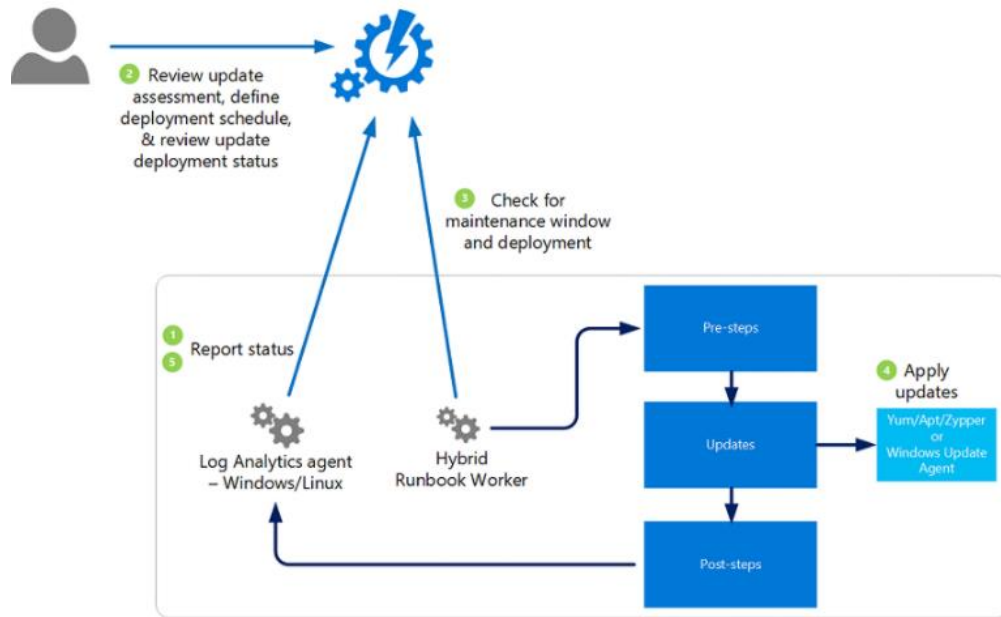 2 Review update
assessment, define
deployment schedule,
& review update
deployment status
3 Check for
maintenance window
and deployment
1
5
Report status
Pre-steps
4 Apply
updates
Yum/Apt/Zypper
or
Windows Update
Agent
Updates
Log Analytics agent
– Windows/Linux
Hybrid
Runbook Worker
Post-steps